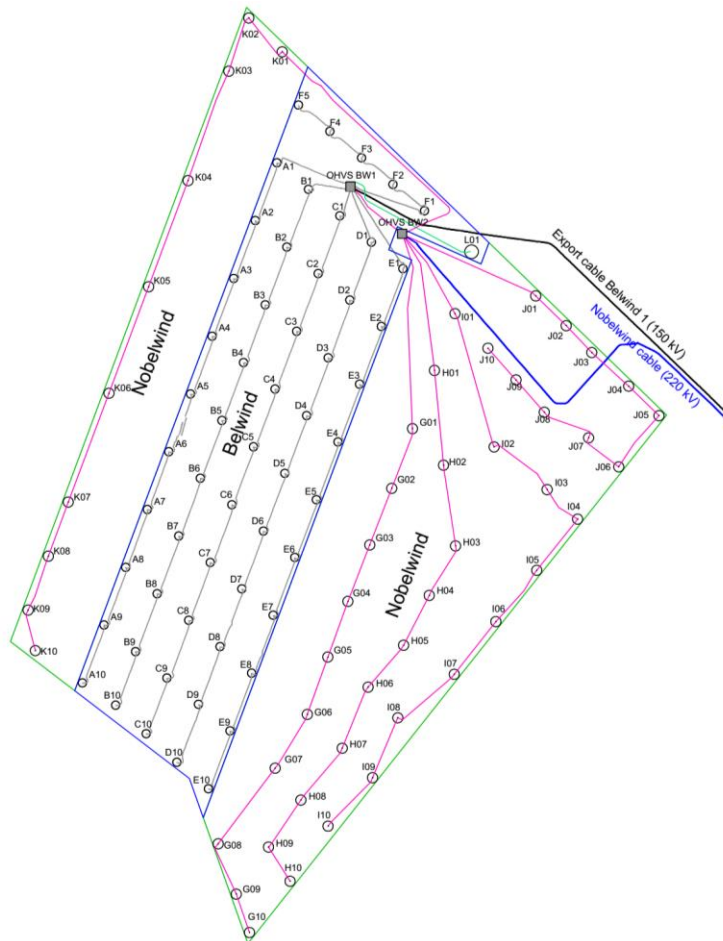 K02
K01
K03
F5
F4
F3
F2
F1
A1
OHVS BW1
B1
K04
C1
OHVS BW2
L01
A2
D1
B2
E1
Export cable Belwind 1 (150 kV)
Nobelwind cable (220 kV)
A3
C2
K05
B3
D2
J01
I01
E2
J02
A4
C3
Nobelwind
J03
B4
D3
J10
H01
J04
K06
A5
C4
E3
J09
Belwind
B5
D4
J08
J05
G01
E4
J07
A6
C5
I02
H02
J06
B6
D5
G02
I03
K07
A7
C6
E5
I04
B7
D6
G03
H03
Nobelwind
K08
A8
C7
E6
I05
B8
D7
G04
H04
K09
A9
C8
E7
I06
K10
B9
D8
G05
H05
A10
C9
E8
I07
H06
B10
D9
G06
I08
C10
E9
H07
D10
G07
I09
E10
H08
I10
G08
H09
H10
G09
G10